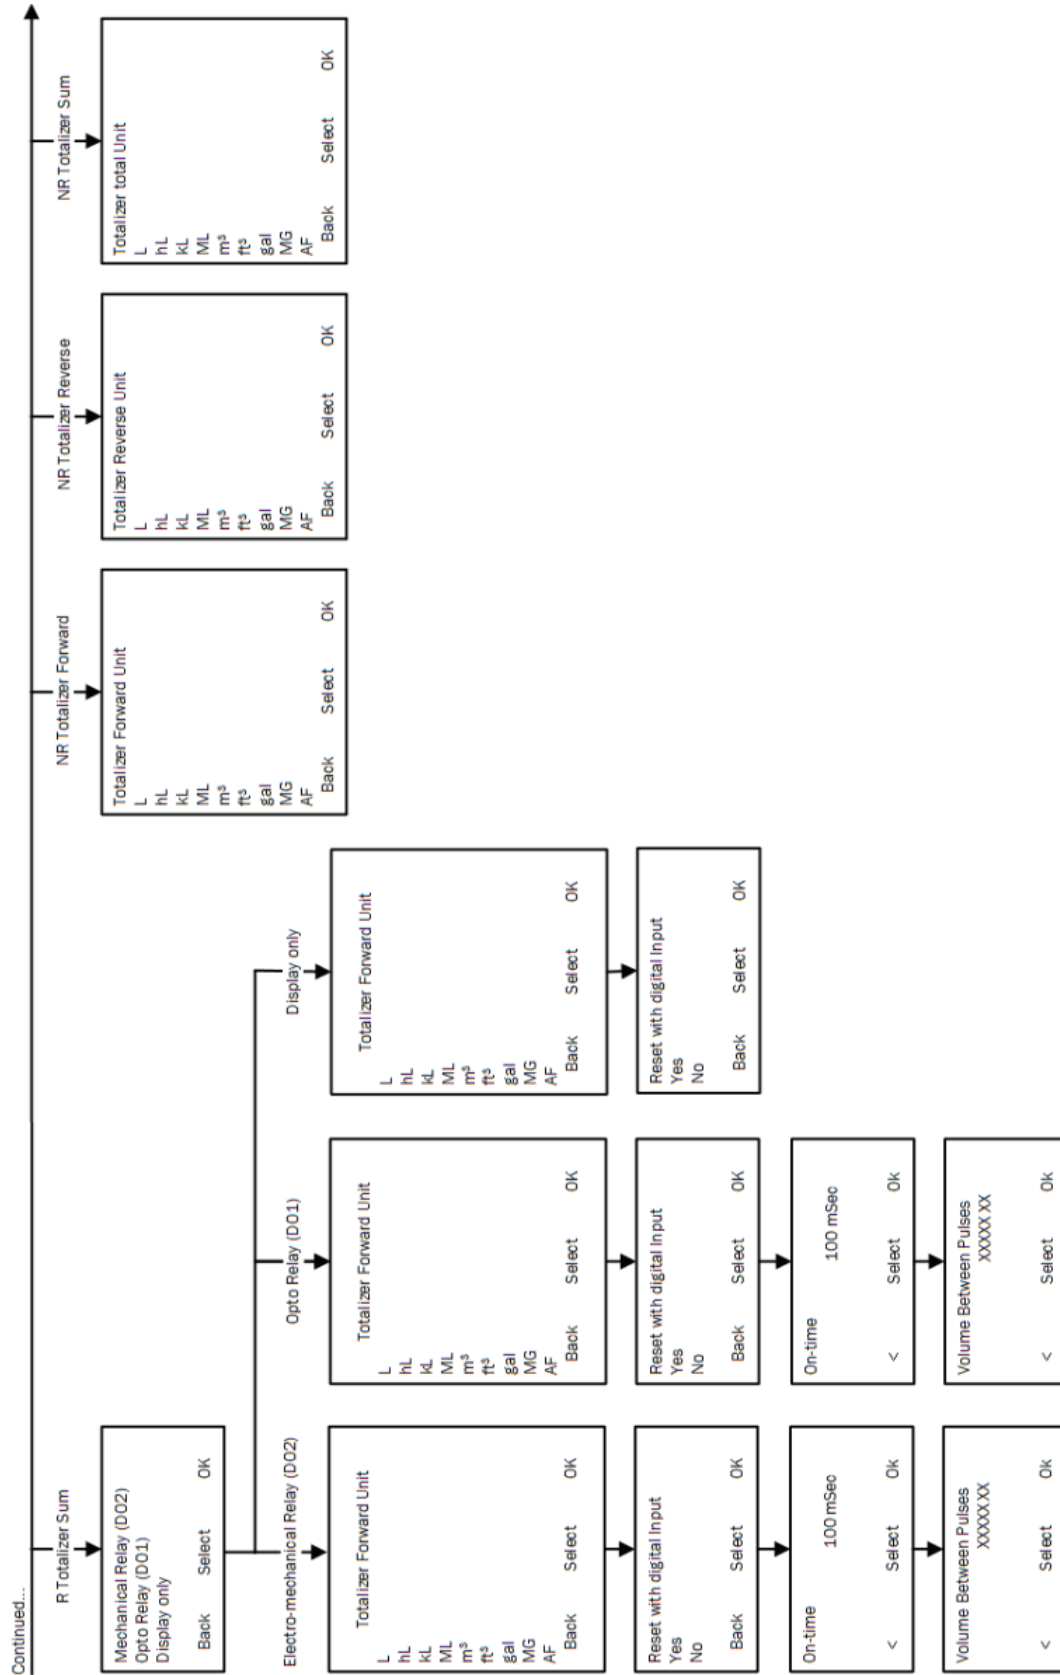 Continued...
R Totalizer Sum
Mechanical Relay (D02)
Opto Relay (D01)
Display only
Back Select OK
Electro-mechanical Relay (D02)
Totalizer Forward Unit
L
hL
kL
ML
m³
ft³
gal
MG
AF
Back Select OK
Reset with digital Input
Yes
No
Back Select OK
On-time
100 mSec
< Select Ok
Volume Between Pulses
XXXXX.XX
< Select Ok
Opto Relay (D01)
Totalizer Forward Unit
L
hL
kL
ML
m³
ft³
gal
MG
AF
Back Select OK
Reset with digital Input
Yes
No
Back Select OK
On-time
100 mSec
< Select Ok
Volume Between Pulses
XXXXX XX
< Select Ok
Display only
Totalizer Forward Unit
L
hL
kL
ML
m³
ft³
gal
MG
AF
Back Select OK
Reset with digital Input
Yes
No
Back Select OK
NR Totalizer Forward
Totalizer Forward Unit
L
hL
kL
ML
m³
ft³
gal
MG
AF
Back Select OK
NR Totalizer Reverse
Totalizer Reverse Unit
L
hL
kL
ML
m³
ft³
gal
MG
AF
Back Select OK
NR Totalizer Sum
Totalizer total Unit
L
hL
kL
ML
m³
ft³
gal
MG
AF
Back Select OK